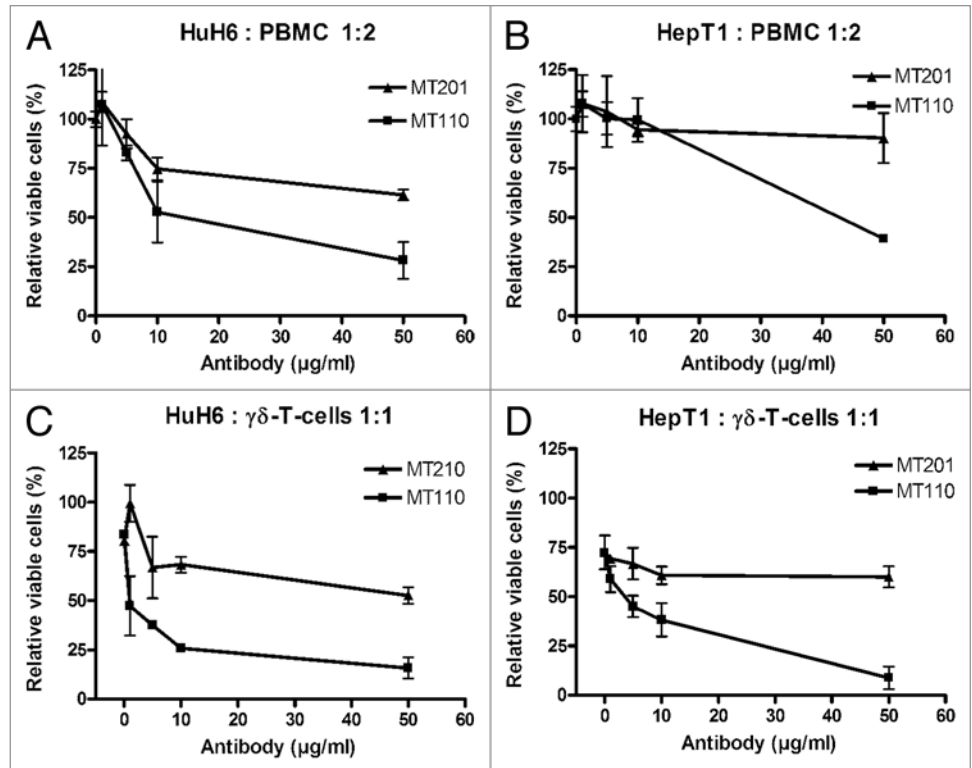 A
HuH6 : PBMC 1:2
Relative viable cells (%)
125
100
75
50
25
0
MT201
MT110
0 10 20 30 40 50 60
Antibody (µg/ml)
B
HepT1 : PBMC 1:2
Relative viable cells (%)
125
100
75
50
25
0
MT201
MT110
0 10 20 30 40 50 60
Antibody (µg/ml)
C
HuH6 : γδ-T-cells 1:1
Relative viable cells (%)
125
100
75
50
25
0
MT210
MT110
0 10 20 30 40 50 60
Antibody (µg/ml)
D
HepT1 : γδ-T-cells 1:1
Relative viable cells (%)
125
100
75
50
25
0
MT201
MT110
0 10 20 30 40 50 60
Antibody (µg/ml)